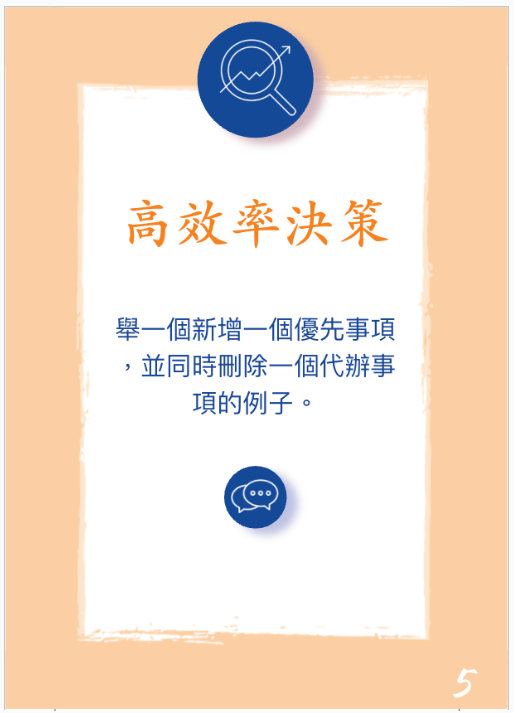 高效率決策
舉一個新增一個優先事項
，並同時刪除一個代辦事
項的例子。
5